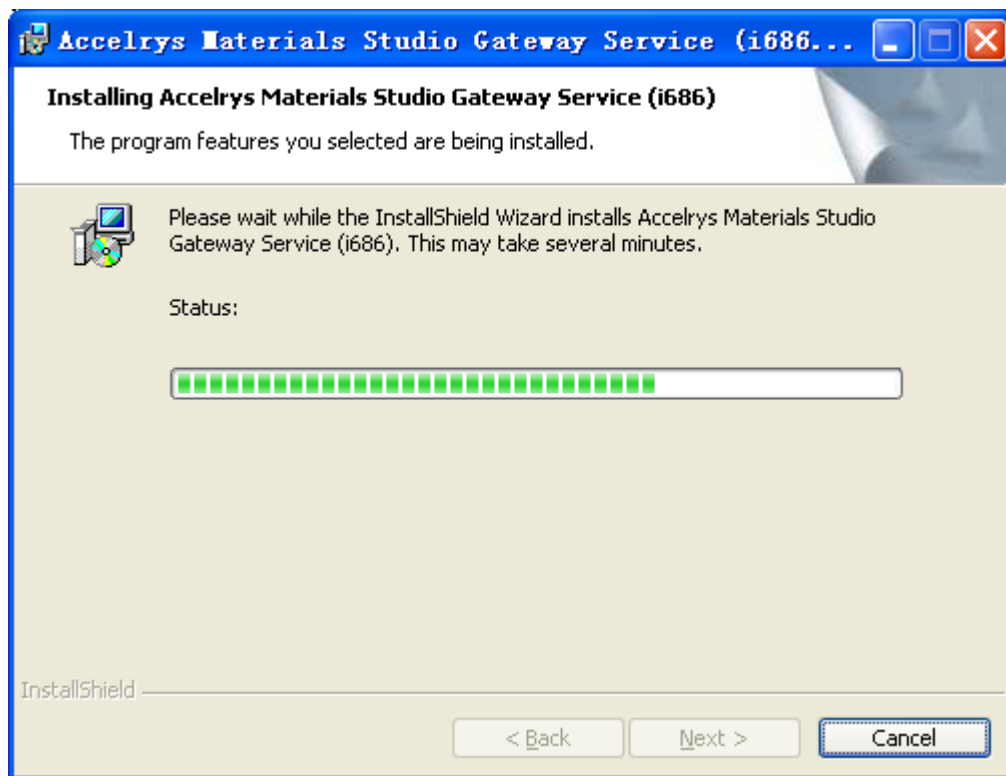 Accelrys Materials Studio Gateway Service (i686...
Installing Accelrys Materials Studio Gateway Service (i686)
The program features you selected are being installed.
Please wait while the InstallShield Wizard installs Accelrys Materials Studio
Gateway Service (i686). This may take several minutes.
Status:
InstallShield
< Back
Next >
Cancel